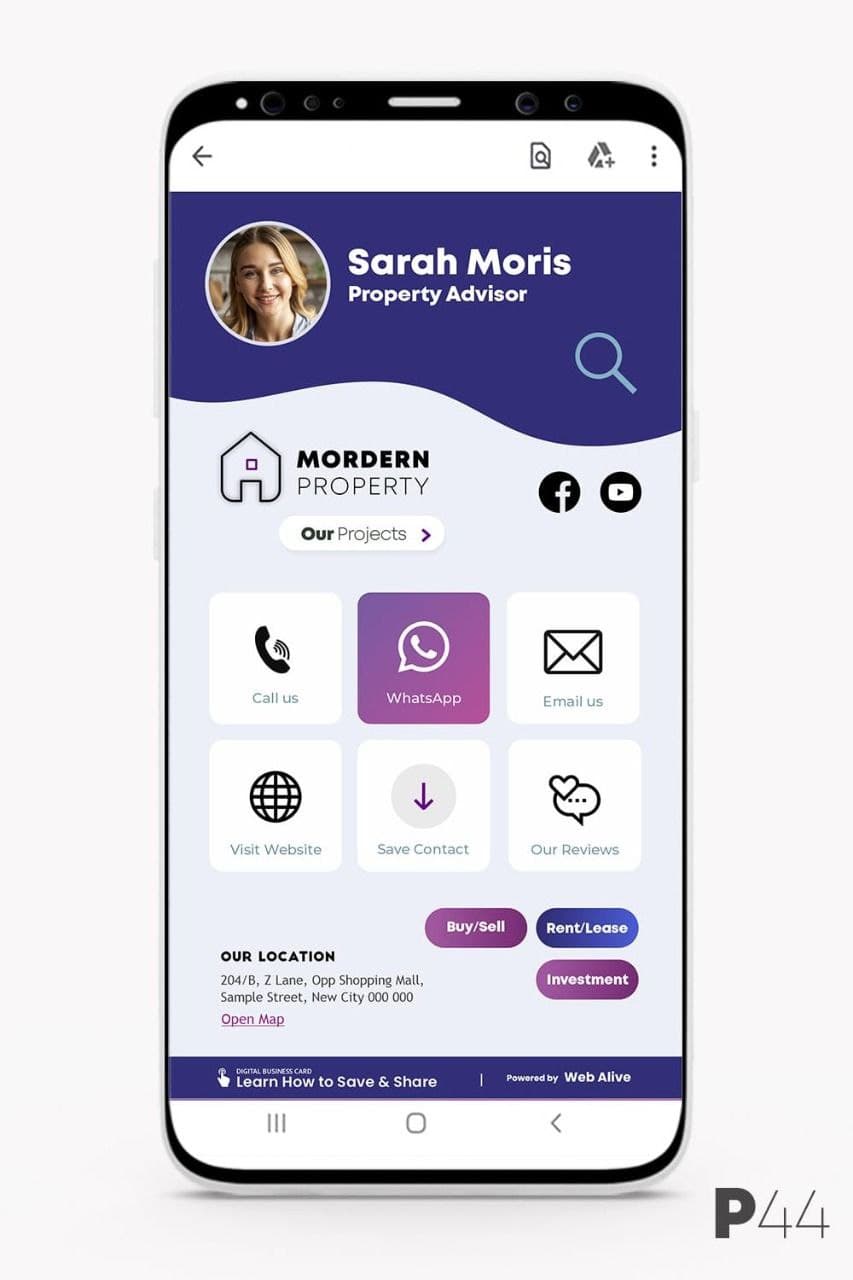 Sarah Moris
Property Advisor
MORDERN
PROPERTY
Our Projects
Call us
WhatsApp
Email us
Visit Website
Save Contact
Our Reviews
Buy/Sell
Rent/Lease
Investment
OUR LOCATION
204/B, Z Lane, Opp Shopping Mall,
Sample Street, New City 000 000
Open Map
DIGITAL BUSINESS CARD
Learn How to Save & Share
|
Powered by Web Alive
P44